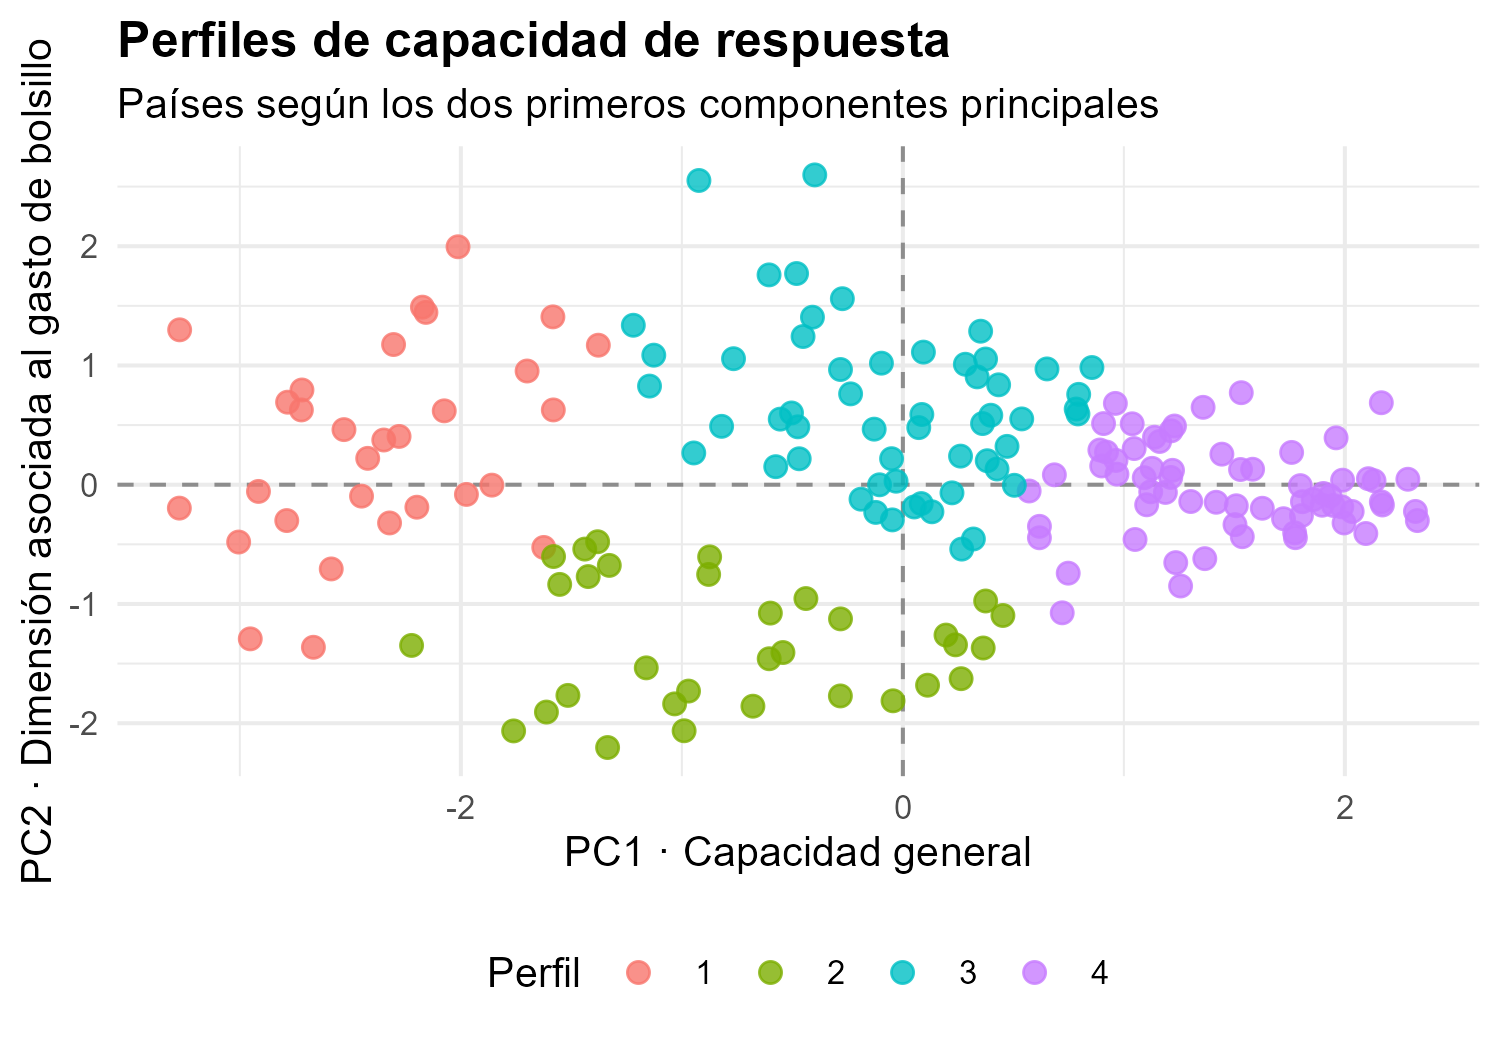 Perfiles de capacidad de respuesta
Países según los dos primeros componentes principales
PC2 · Dimensión asociada al gasto de bolsillo
2
1
0
-1
-2
-2
0
2
PC1 · Capacidad general
Perfil
1
2
3
4